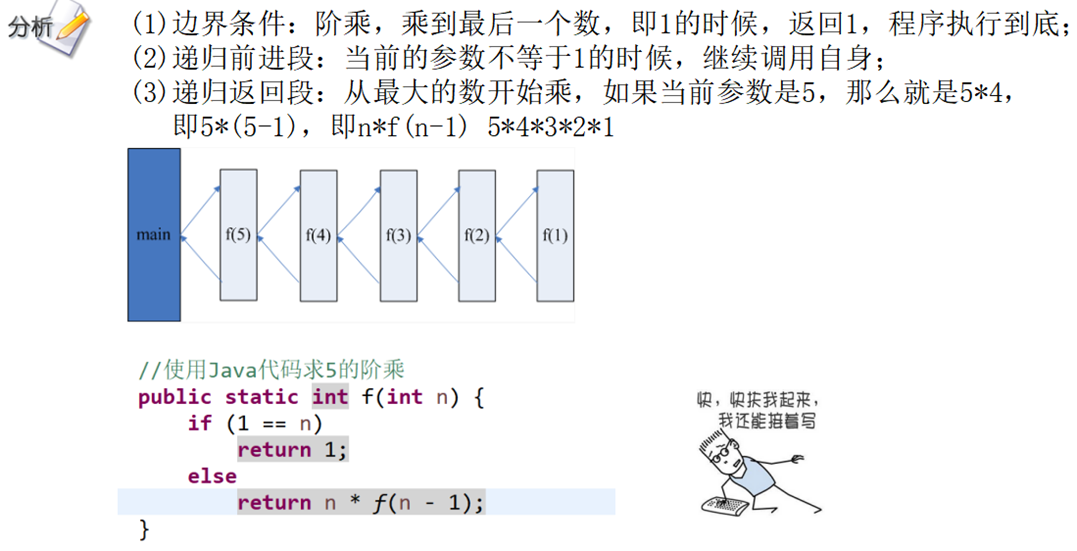 分析
(1)边界条件：阶乘，乘到最后一个数，即1的时候，返回1，程序执行到底；
(2)递归前进段：当前的参数不等于1的时候，继续调用自身；
(3)递归返回段：从最大的数开始乘，如果当前参数是5，那么就是5*4，
即5*(5-1)，即n*f(n-1) 5*4*3*2*1
main
f(5)
f(4)
f(3)
f(2)
f(1)
//使用Java代码求5的阶乘
public static int f(int n) {
if (1 == n)
return 1;
else
return n * f(n - 1);
}
快，快扶我起来，
我还能接着写